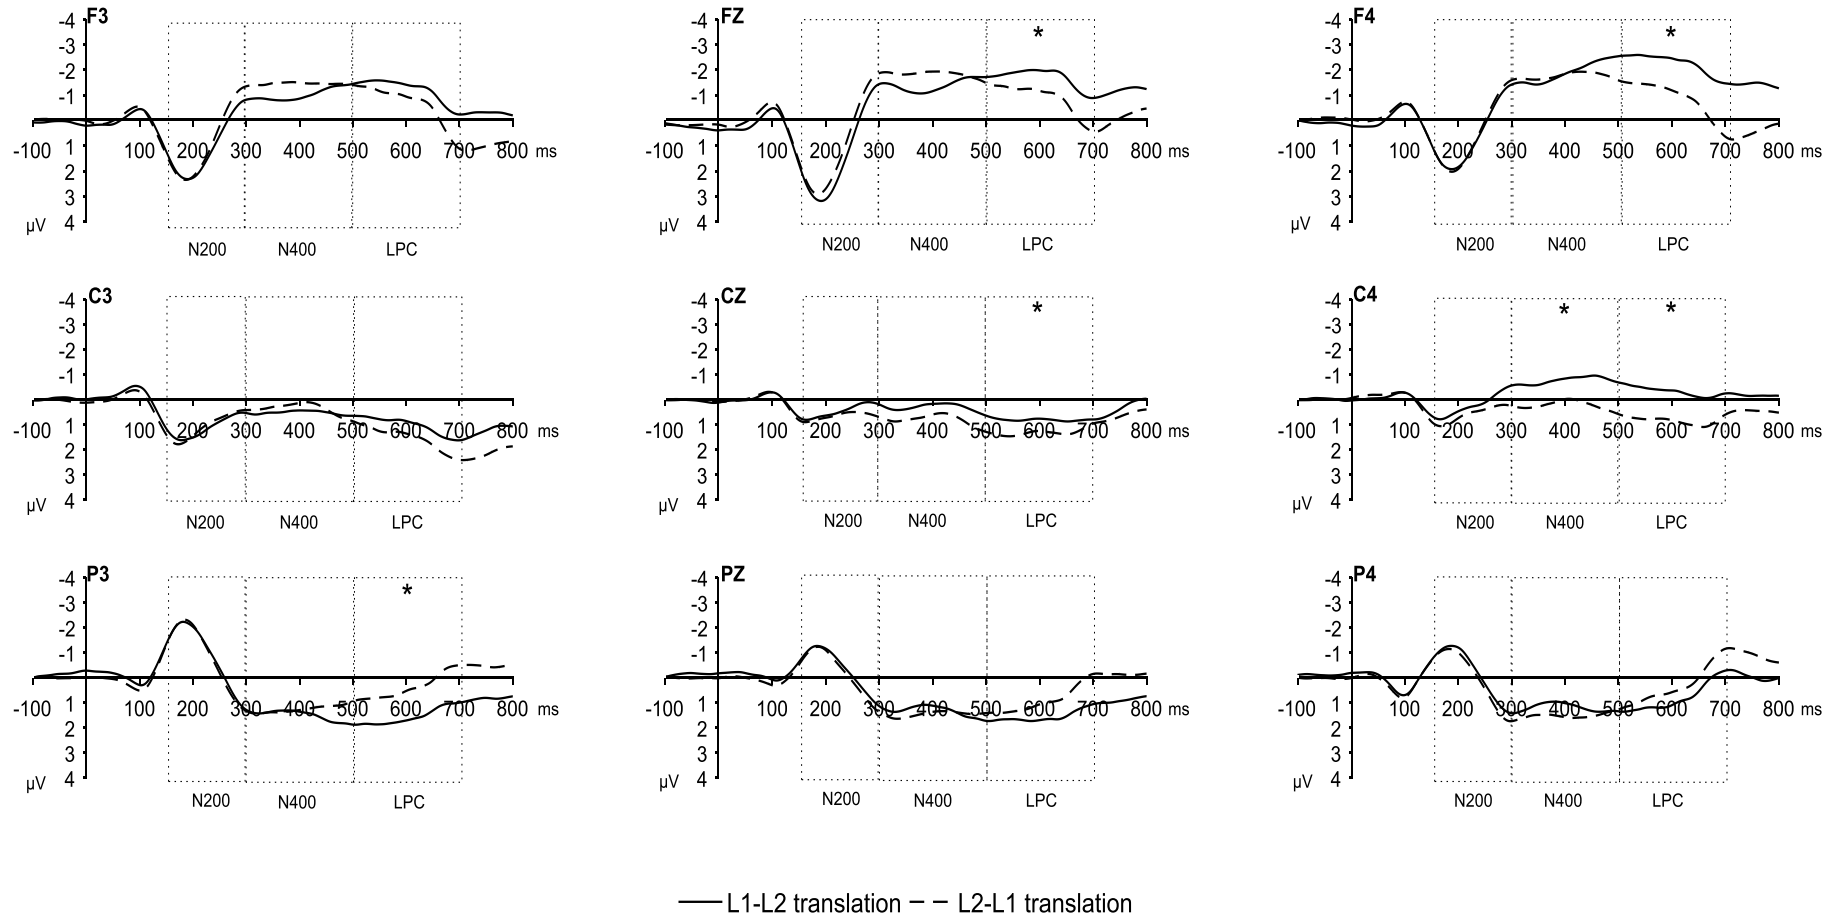 F3 FZ F4
-4 -4 -4
-3 * -3 * -3
-2 -2 -2
-1 -1 -1
-100 1 100 200 300 400 500 600 700 800 ms -100 1 100 200 300 400 500 600 700 800 ms -100 1 100 200 300 400 500 600 700 800 ms
2 2 2
3 3 3
µV 4 µV 4 µV 4
N200 N400 LPC N200 N400 LPC N200 N400 LPC
C3 CZ C4
-4 -4 -4
-3 -3 * -3 * *
-2 -2 -2
-1 -1 -1
-100 1 100 200 300 400 500 600 700 800 ms -100 1 100 200 300 400 500 600 700 800 ms -100 1 100 200 300 400 500 600 700 800 ms
2 2 2
3 3 3
µV 4 µV 4 µV 4
N200 N400 LPC N200 N400 LPC N200 N400 LPC
P3 PZ P4
-4 -4 -4
-3 * -3 -3
-2 -2 -2
-1 -1 -1
-100 1 100 200 300 400 500 600 700 800 ms -100 1 100 200 300 400 500 600 700 800 ms -100 1 100 200 300 400 500 600 700 800 ms
2 2 2
3 3 3
µV 4 µV 4 µV 4
N200 N400 LPC N200 N400 LPC N200 N400 LPC
L1-L2 translation L2-L1 translation